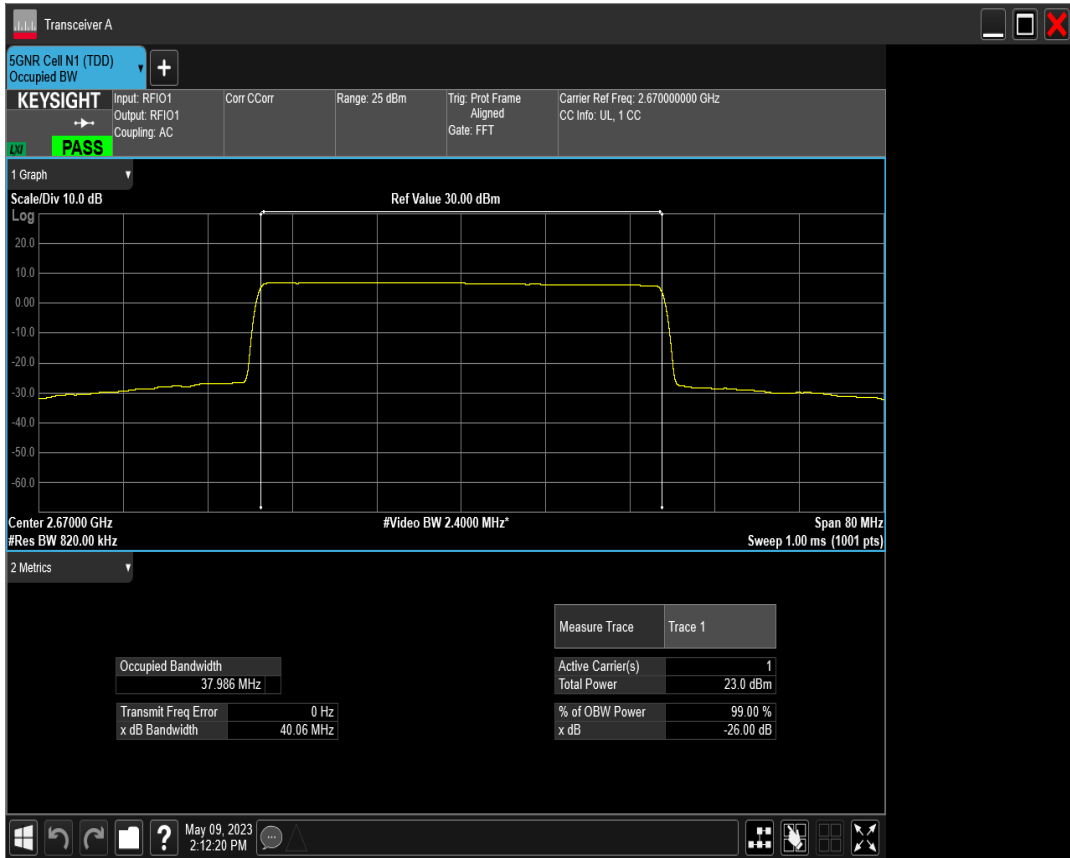 Transceiver A
5GNR Cell N1 (TDD)
Occupied BW
+
KEYSIGHT
LXI
PASS
Input: RFIO1
Output: RFIO1
Coupling: AC
Corr CCorr
Range: 25 dBm
Trig: Prot Frame
Aligned
Gate: FFT
Carrier Ref Freq: 2.670000000 GHz
CC Info: UL, 1 CC
1 Graph
Scale/Div 10.0 dB
Ref Value 30.00 dBm
Log
20.0
10.0
0.00
-10.0
-20.0
-30.0
-40.0
-50.0
-60.0
Center 2.67000 GHz
#Video BW 2.4000 MHz*
Span 80 MHz
#Res BW 820.00 kHz
Sweep 1.00 ms (1001 pts)
2 Metrics
Measure Trace Trace 1
Occupied Bandwidth
37.986 MHz
Active Carrier(s) 1
Total Power 23.0 dBm
Transmit Freq Error 0 Hz
x dB Bandwidth 40.06 MHz
% of OBW Power 99.00 %
x dB -26.00 dB
?
May 09, 2023
2:12:20 PM